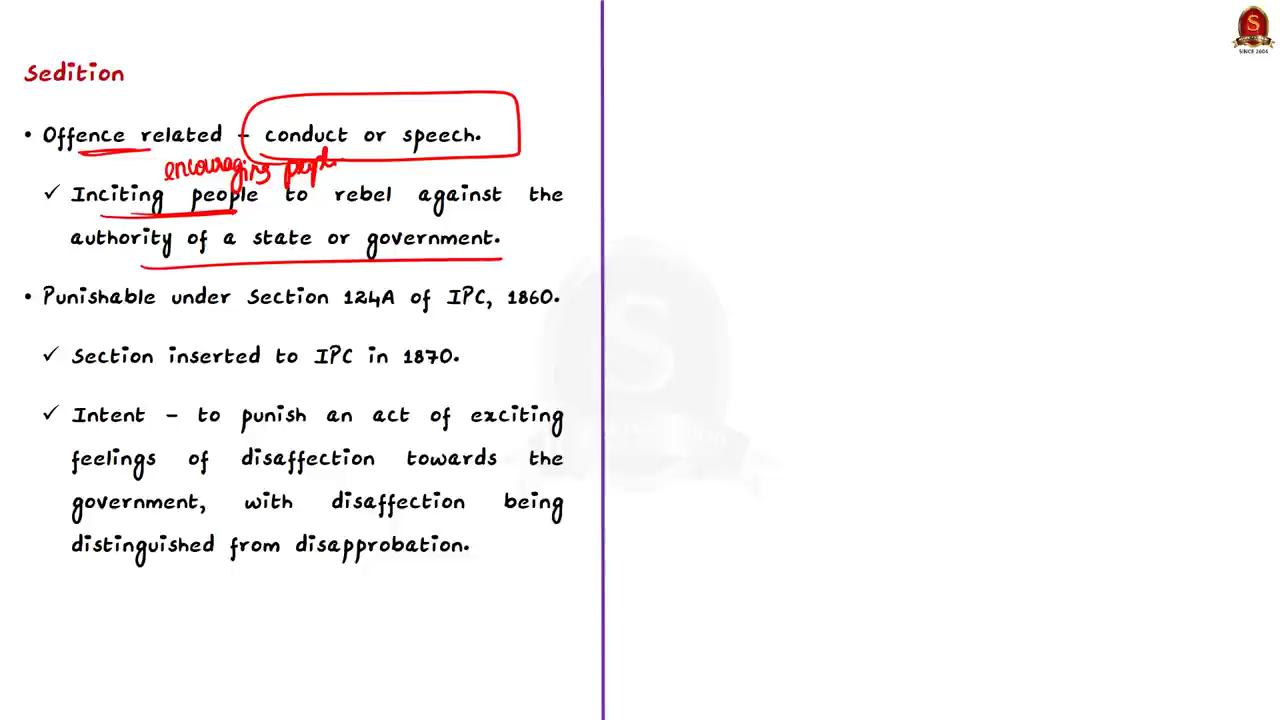 Sedition
• Offence related – conduct or speech.
encouraging people
✓ Inciting people to rebel against the
authority of a state or government.
• Punishable under Section 124A of IPC, 1860.
✓ Section inserted to IPC in 1870.
✓ Intent – to punish an act of exciting
feelings of disaffection towards the
government, with disaffection being
distinguished from disapprobation.
S
SINCE 2004